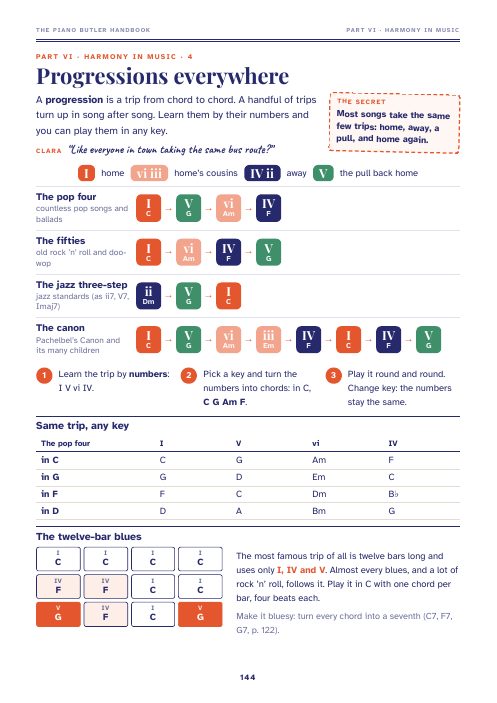 THE PIANO BUTLER HANDBOOK
PART VI · HARMONY IN MUSIC
PART VI · HARMONY IN MUSIC · 4
Progressions everywhere
A progression is a trip from chord to chord. A handful of trips
turn up in song after song. Learn them by their numbers and
you can play them in any key.
THE SECRET
Most songs take the same
few trips: home, away, a
pull, and home again.
CLARA "Like everyone in town taking the same bus route?"
I home vi iii home's cousins IV ii away V the pull back home
The pop four
countless pop songs and
ballads
I → V → vi → IV
C G Am F
The fifties
old rock 'n' roll and doo-
wop
I → vi → IV → V
C Am F G
The jazz three-step
jazz standards (as ii7, V7,
Imaj7)
ii → V → I
Dm G C
The canon
Pachelbel's Canon and
its many children
I → V → vi → iii → IV → I → IV → V
C G Am Em F C F G
1 Learn the trip by numbers:
I V vi IV.
2 Pick a key and turn the
numbers into chords: in C,
C G Am F.
3 Play it round and round.
Change key: the numbers
stay the same.
Same trip, any key
The pop four I V vi IV
in C C G Am F
in G G D Em C
in F F C Dm B♭
in D D A Bm G
The twelve-bar blues
I I I I
C C C C
IV IV I I
F F C C
V IV I V
G F C G
The most famous trip of all is twelve bars long and
uses only I, IV and V. Almost every blues, and a lot of
rock 'n' roll, follows it. Play it in C with one chord per
bar, four beats each.
Make it bluesy: turn every chord into a seventh (C7, F7,
G7, p. 122).
144